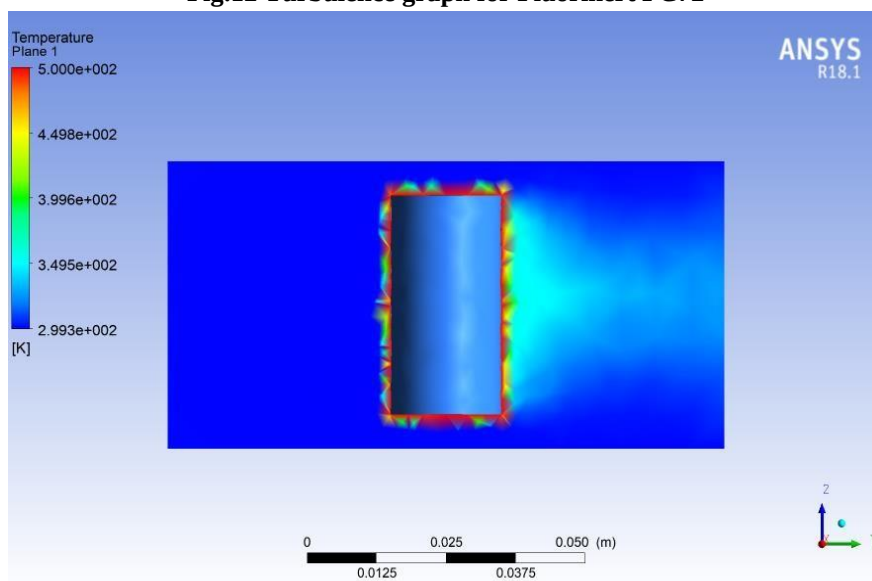 Temperature
Plane 1
5.000e+002
4.498e+002
3.996e+002
3.495e+002
2.993e+002
[K]
ANSYS
R18.1
Z
0 0.025 0.050 (m)
0.0125 0.0375